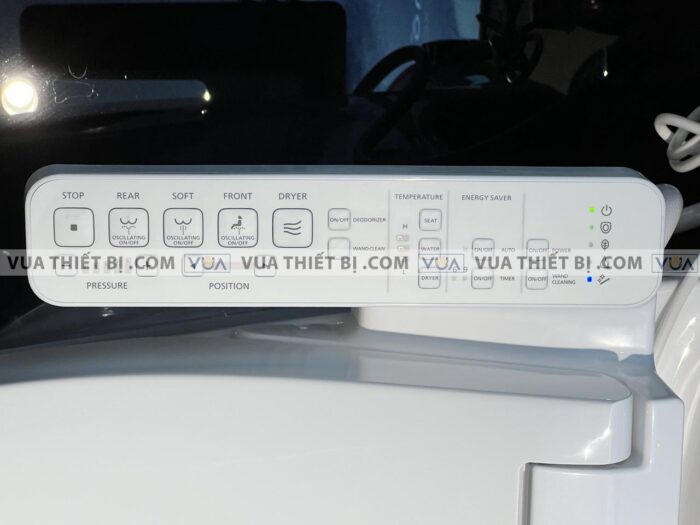 STOP REAR SOFT FRONT DRYER
TEMPERATURE ENERGY SAVER
OSCILLATING ON/OFF
OSCILLATING ON/OFF
OSCILLATING ON/OFF
ON/OFF DEODORIZER
SEAT
H
WAND CLEAN
WATER
ON/OFF AUTO
ON/OFF POWER
VUA THIẾT BỊ .COM VUA VUA THIẾT BỊ .COM VUA VUA THIẾT BỊ .COM VUA
L
DRYER
6 9
ON/OFF TIMER
ON/OFF WAND CLEANING
PRESSURE POSITION